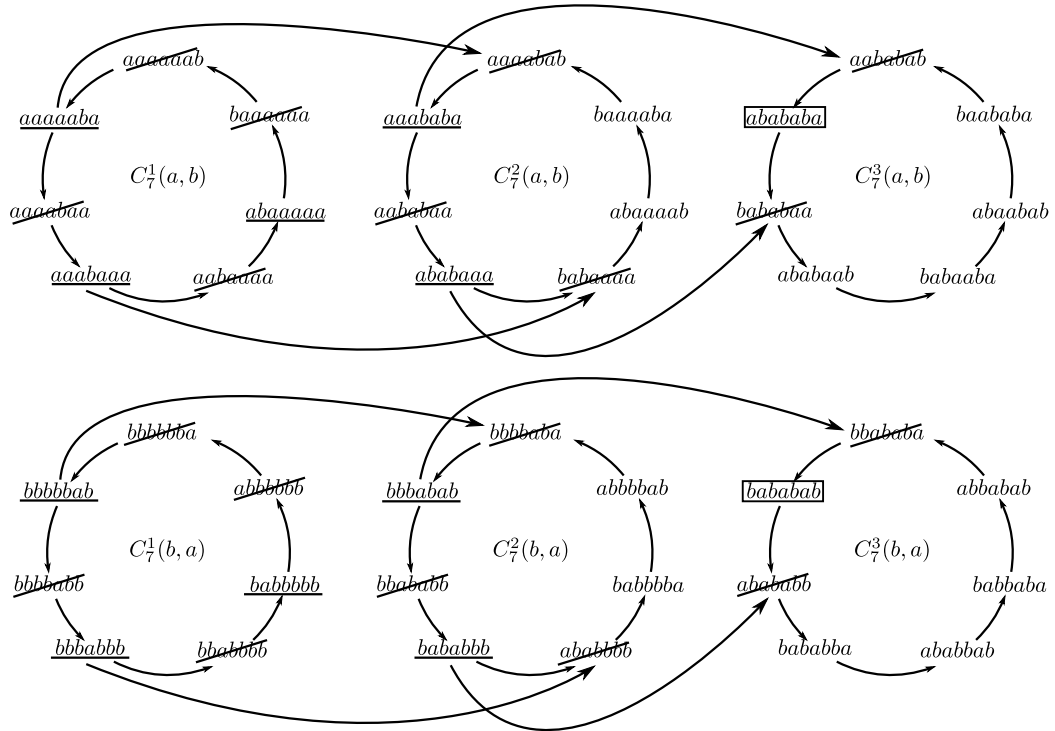 aaaaaab aaaabab aababab
aaaaaba baaaaaa aaababa baaaaba abababa baababa
C_7^1(a, b) C_7^2(a, b) C_7^3(a, b)
aaaabaa abaaaaa aababaa abaaaab bababaa abaabab
aaabaaa aabaaaa ababaaa babaaaa ababaab babaaba
bbbbbba bbbbaba bbababa
bbbbbab abbbbbb bbbabab abbbbab bababab abbabab
C_7^1(b, a) C_7^2(b, a) C_7^3(b, a)
bbbbabb babbbbb bbababb babbbba abababb babbaba
bbbabbb bbabbbb bababbb ababbbb bababba ababbab